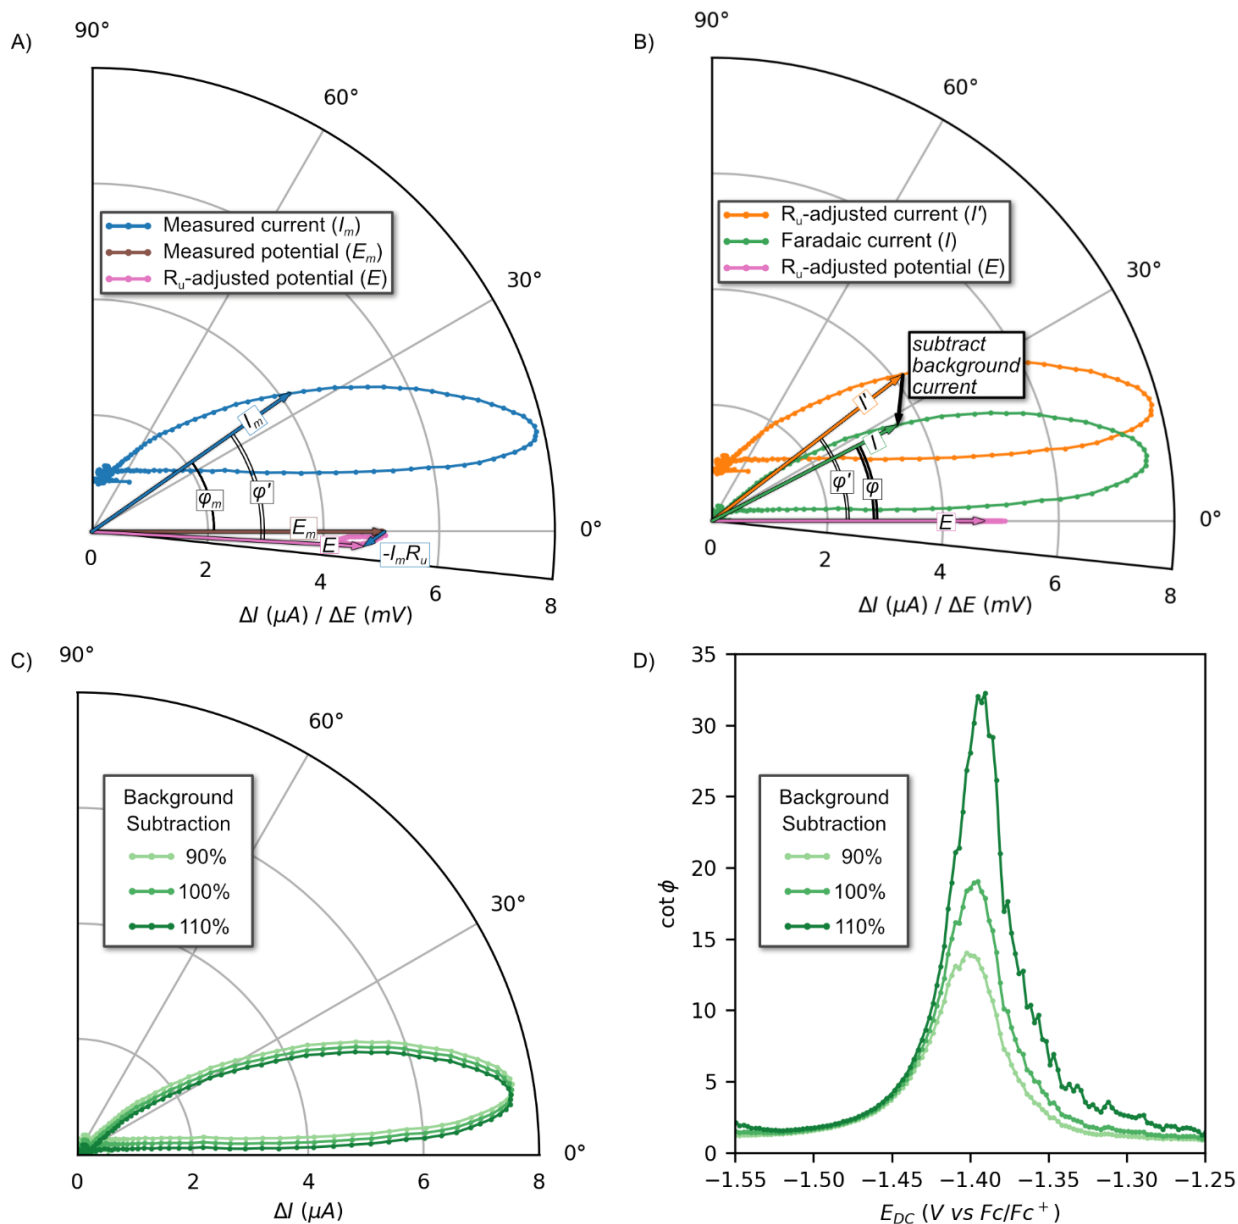 A)
90°
60°
30°
0°
Measured current (Im)
Measured potential (Em)
Ru-adjusted potential (E)
Im
φm
φ'
Em
E
-ImRu
0
2
4
6
8
ΔI (μA) / ΔE (mV)
B)
90°
60°
30°
0°
Ru-adjusted current (I')
Faradaic current (I)
Ru-adjusted potential (E)
subtract
background
current
I'
I
φ'
φ
E
0
2
4
6
8
ΔI (μA) / ΔE (mV)
C)
90°
60°
30°
0°
Background
Subtraction
90%
100%
110%
0
2
4
6
8
ΔI (μA)
D)
35
30
25
20
15
10
5
0
cot ϕ
Background
Subtraction
90%
100%
110%
−1.55 −1.50 −1.45 −1.40 −1.35 −1.30 −1.25
EDC (V vs Fc/Fc+)